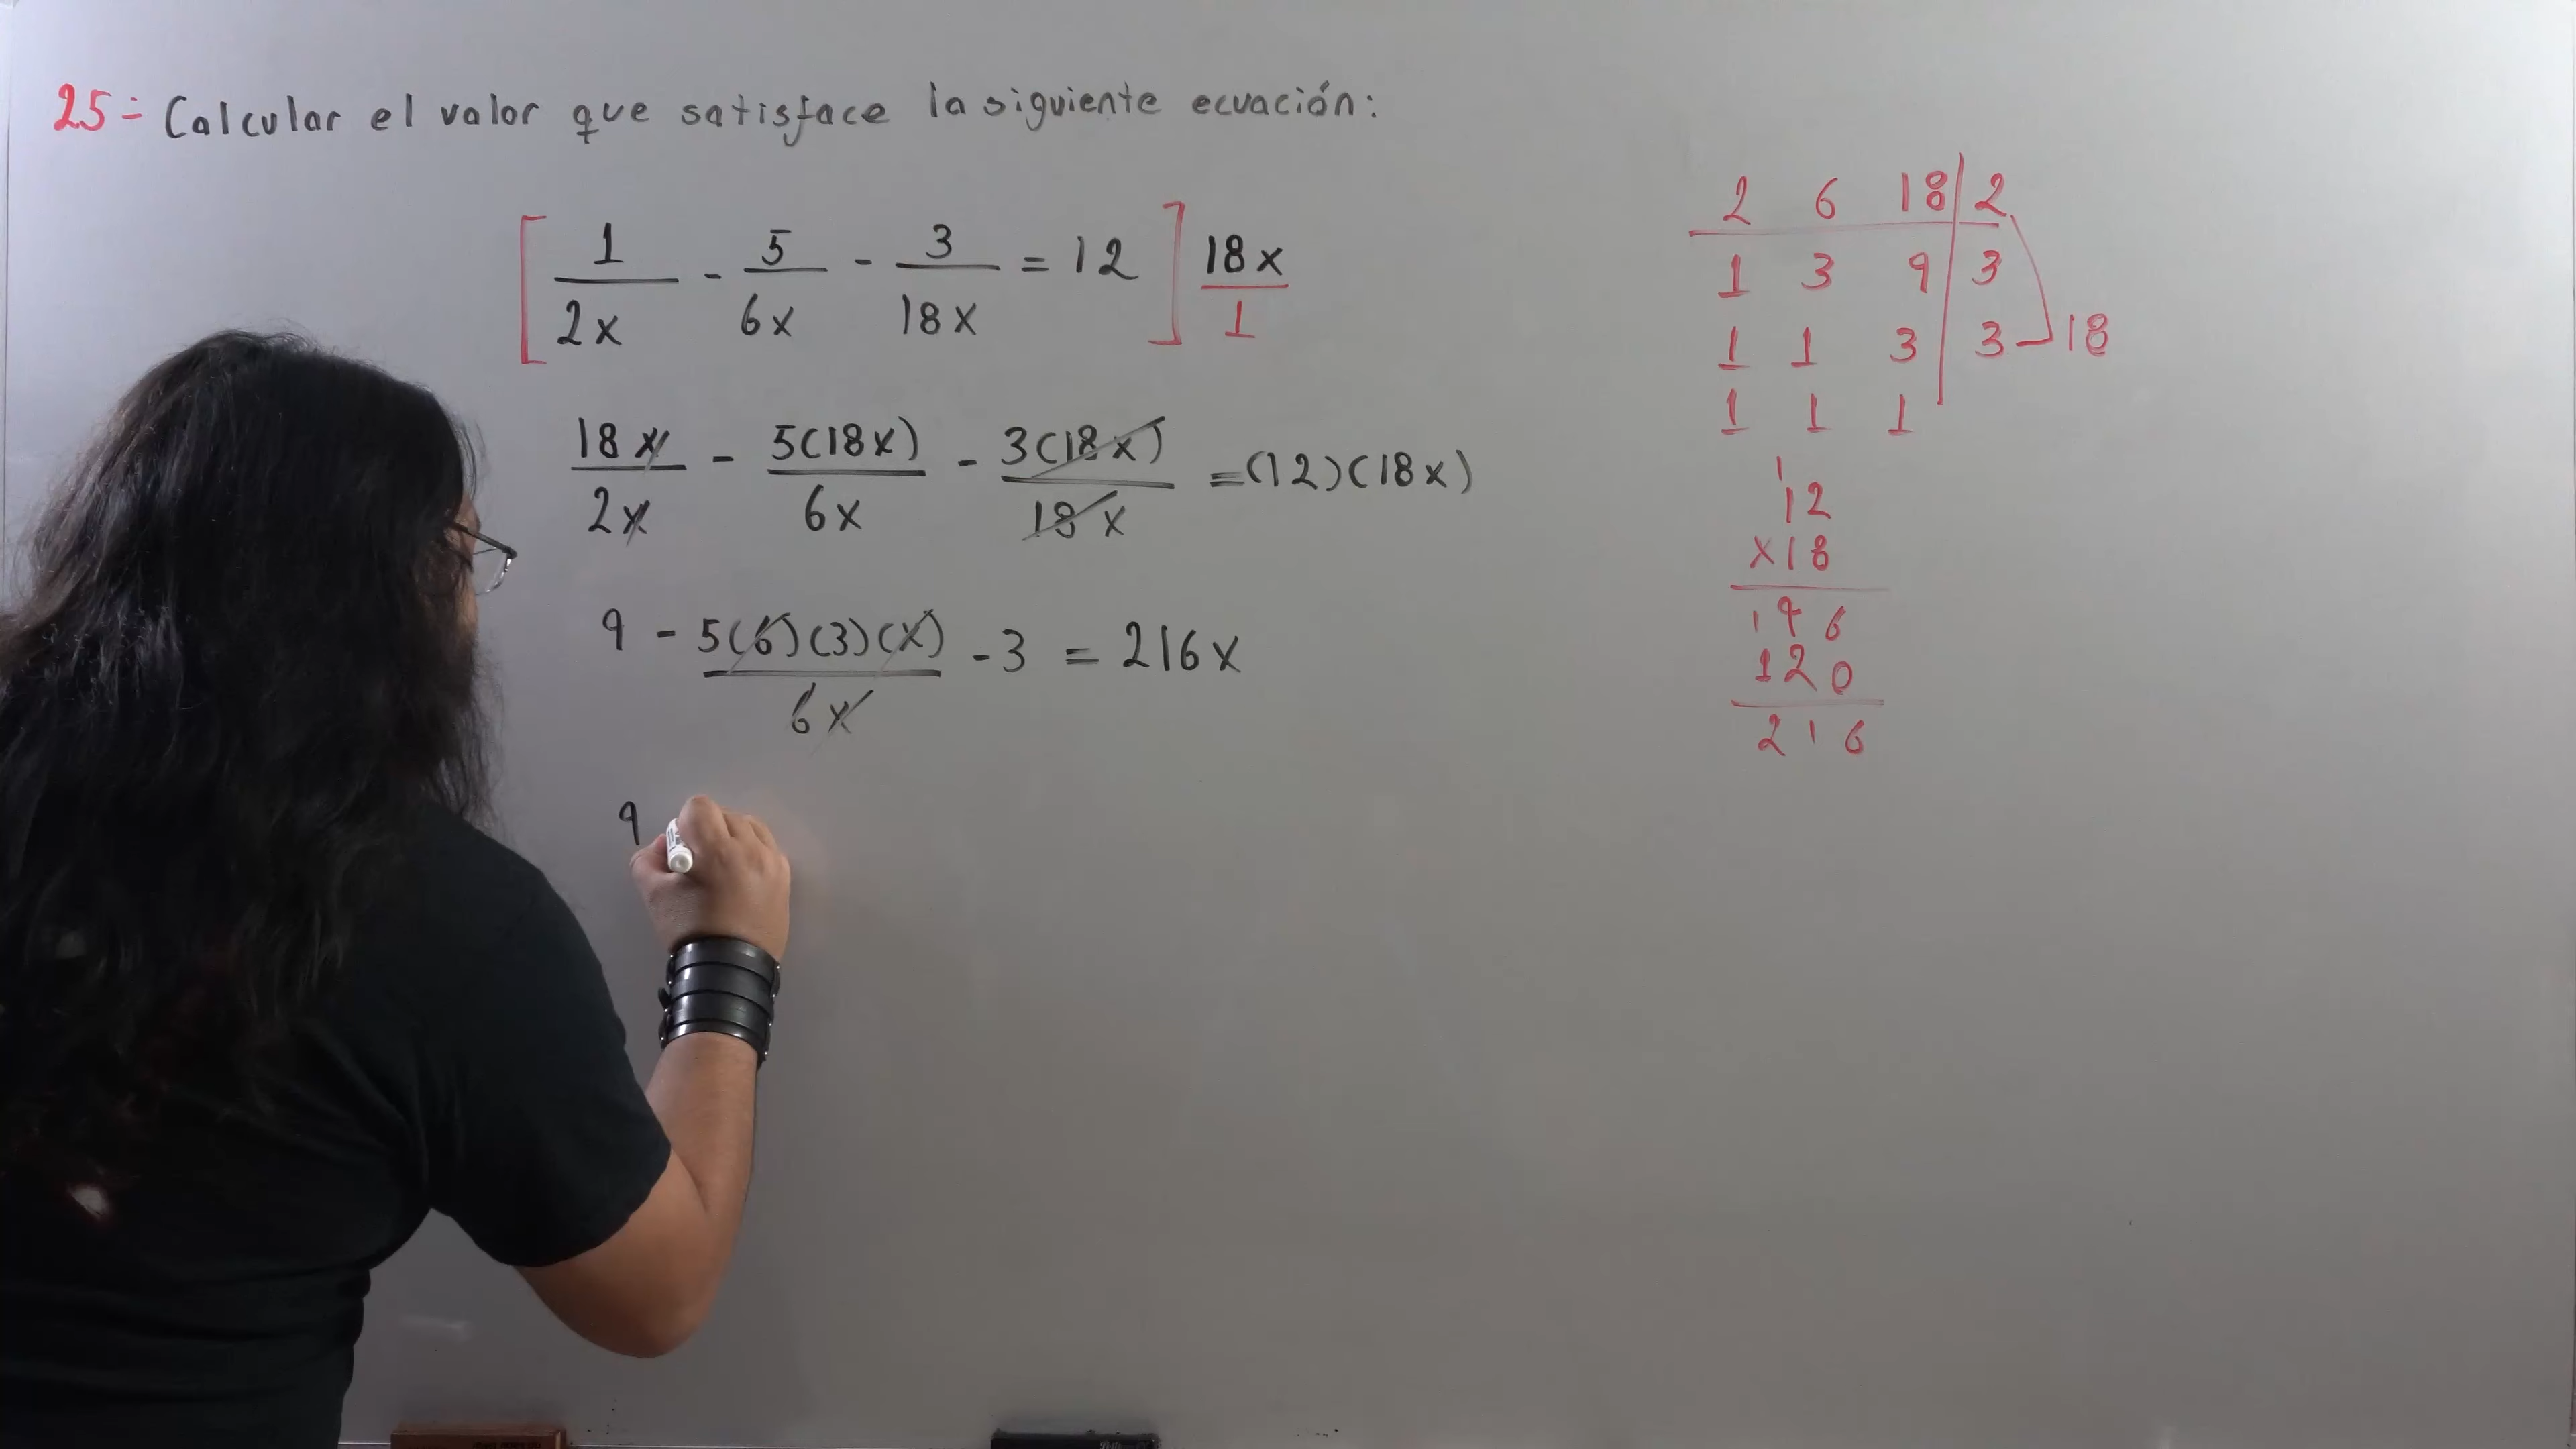 25= Calcular el valor que satisface la siguiente ecuación:
[ 1/2x - 5/6x - 3/18x = 12 ] 18x/1
18x/2x - 5(18x)/6x - 3(18x)/18x = (12)(18x)
9 - 5(6)(3)(x)/6x - 3 = 216x
9
2 6 18 | 2
1 3 9 | 3
1 1 3 | 3 18
1 1 1
1
12
x18
196
120
216